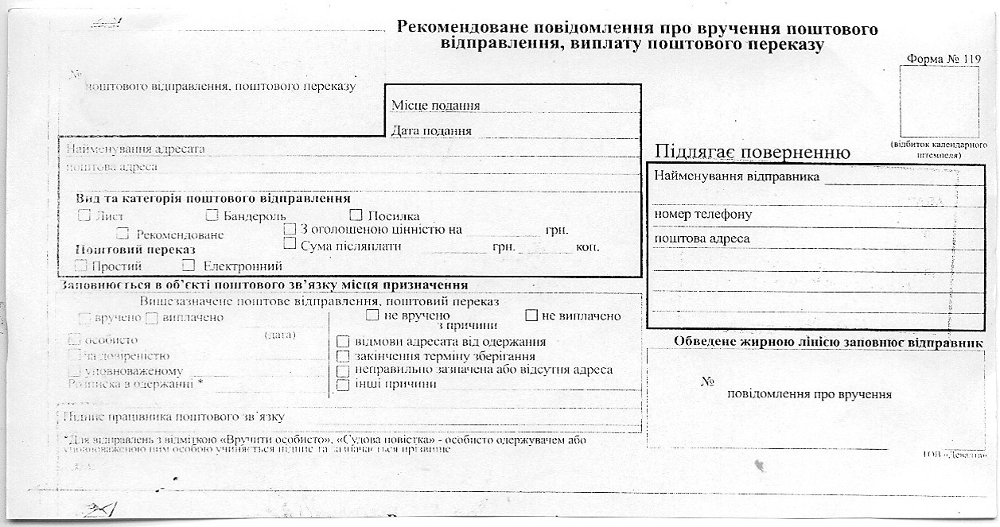 Рекомендоване повідомлення про вручення поштового
відправлення, виплату поштового переказу
Форма № 119
(відбиток календарного
штемпеля)
№
поштового відправлення, поштового переказу
Місце подання
Дата подання
Найменування адресата
поштова адреса
Вид та категорія поштового відправлення
Лист Бандероль Посилка
Рекомендоване З оголошеною цінністю на грн.
Сума післяплати грн. коп.
Поштовий переказ
Простий Електронний
Підлягає поверненню
Найменування відправника
номер телефону
поштова адреса
Обведене жирною лінією заповнює відправник
Заповнюється в об’єкті поштового зв’язку місця призначення
Вищезазначене поштове відправлення, поштовий переказ
вручено виплачено
(дата)
особисто
за довіреністю
уповноваженому
Розписка в одержанні *
не вручено не виплачено
з причини
відмови адресата від одержання
закінчення терміну зберігання
неправильно зазначена або відсутня адреса
інші причини
Підпис працівника поштового зв`язку
*Для відправлень з відміткою «Вручити особисто», «Судова повістка» - особисто одержувачем або
уповноваженою ним особою учиняється підпис та зазначається прізвище
№
повідомлення про вручення
ТОВ